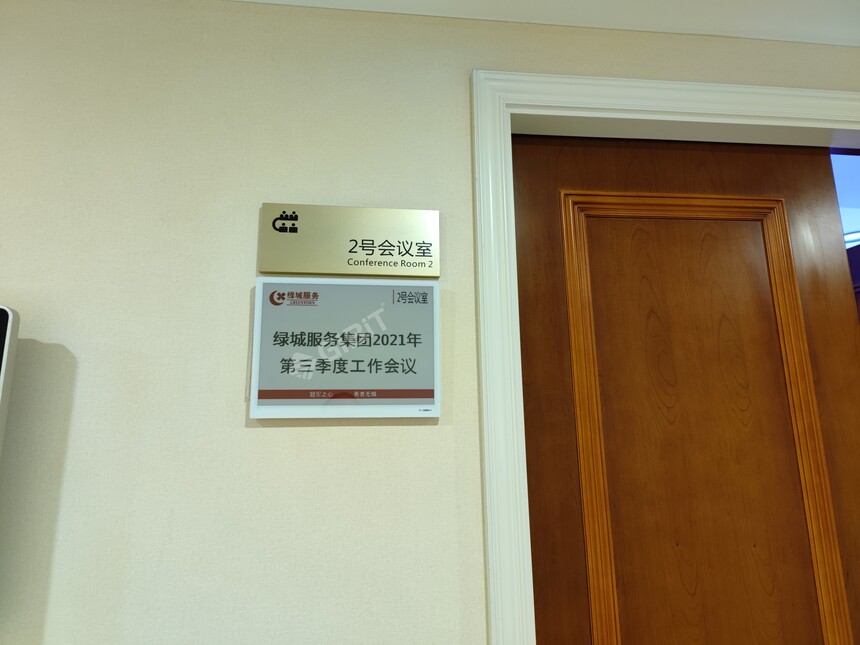 2号会议室
Conference Room 2
绿城服务
2号会议室
绿城服务集团2021年
第三季度工作会议
GRiT